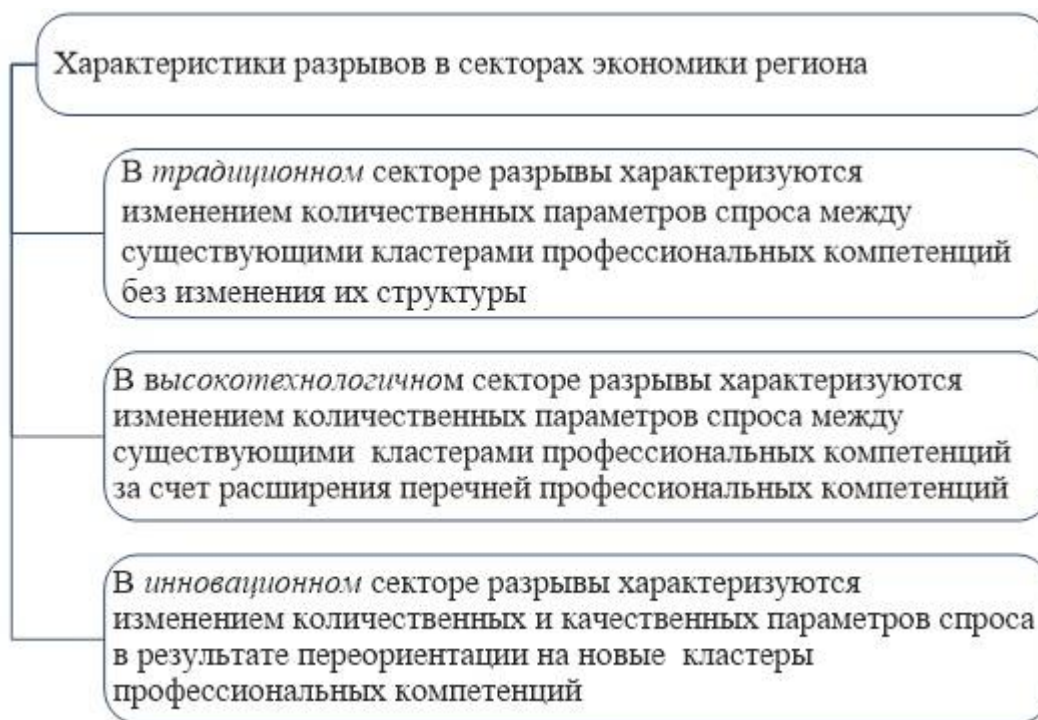 Характеристики разрывов в секторах экономики региона
В традиционном секторе разрывы характеризуются
изменением количественных параметров спроса между
существующими кластерами профессиональных компетенций
без изменения их структуры
В высокотехнологичном секторе разрывы характеризуются
изменением количественных параметров спроса между
существующими кластерами профессиональных компетенций
за счет расширения перечней профессиональных компетенций
В инновационном секторе разрывы характеризуются
изменением количественных и качественных параметров спроса
в результате переориентации на новые кластеры
профессиональных компетенций